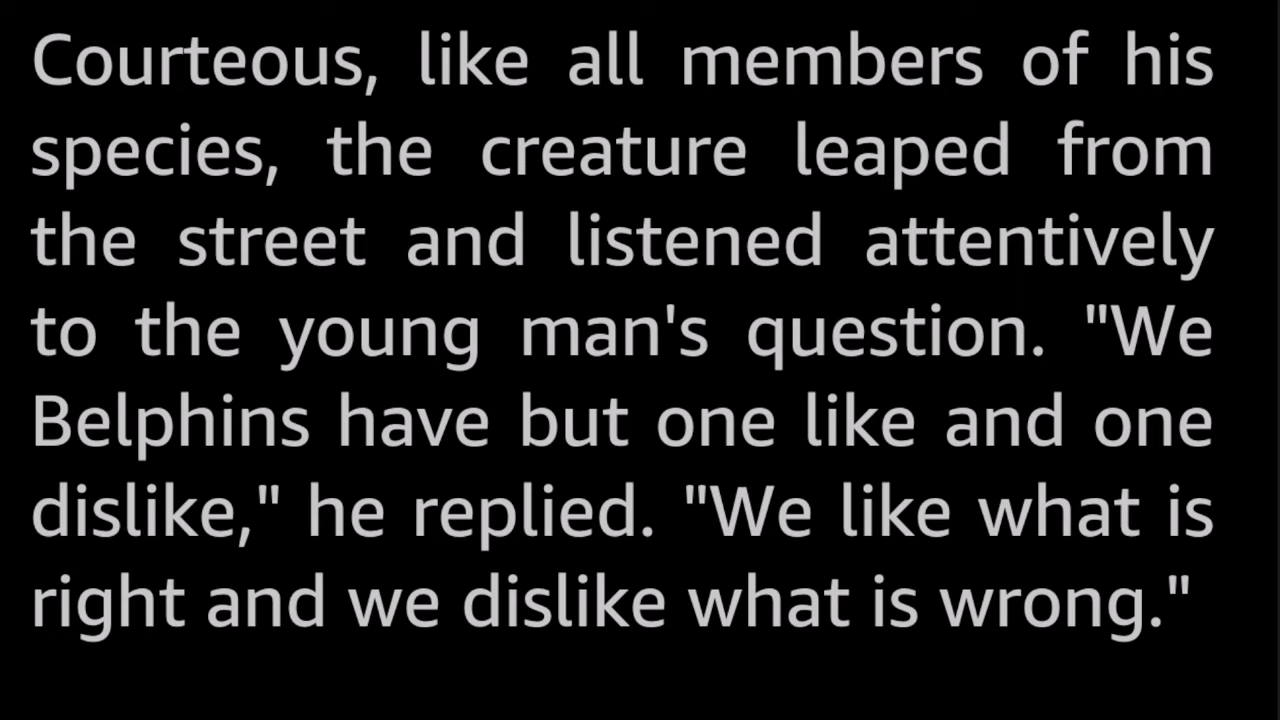 Courteous, like all members of his
species, the creature leaped from
the street and listened attentively
to the young man's question. "We
Belphins have but one like and one
dislike," he replied. "We like what is
right and we dislike what is wrong."